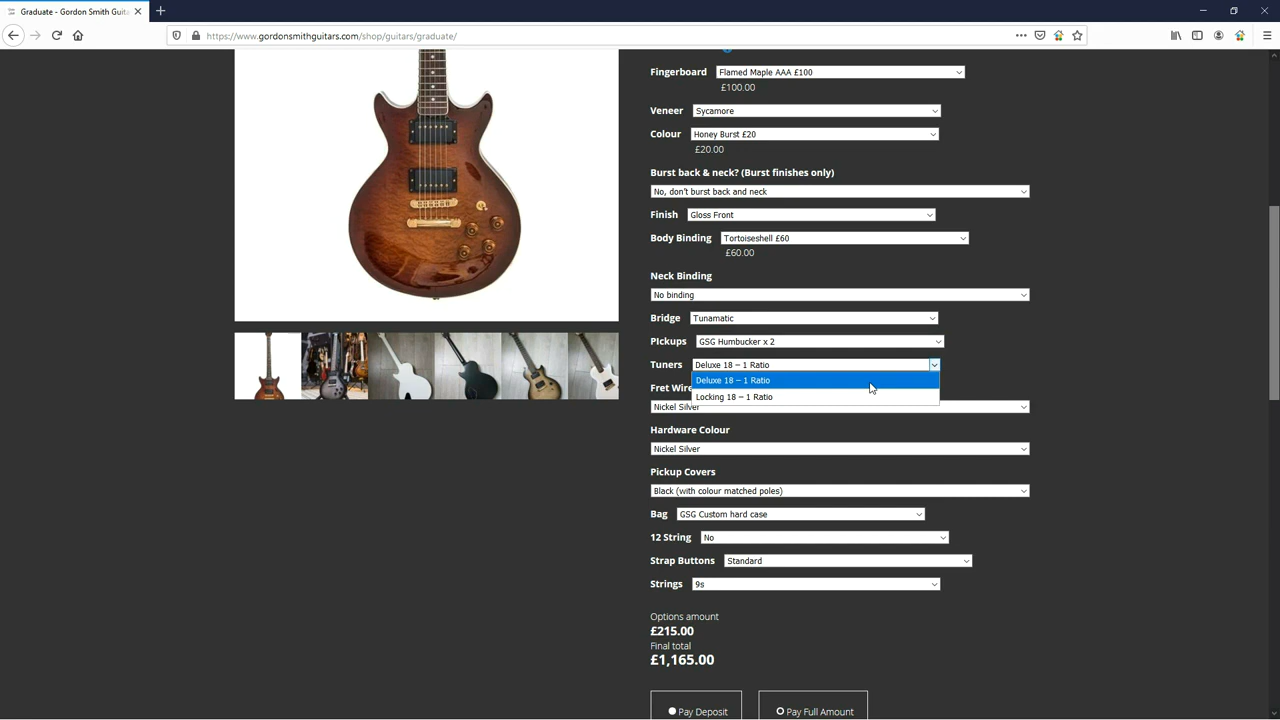 Graduate - Gordon Smith Guita
https://www.gordonsmithguitars.com/shop/guitars/graduate/
Fingerboard Flamed Maple AAA £100
£100.00
Veneer Sycamore
Colour Honey Burst £20
£20.00
Burst back & neck? (Burst finishes only)
No, don't burst back and neck
Finish Gloss Front
Body Binding Tortoiseshell £60
£60.00
Neck Binding
No binding
Bridge Tunamatic
PIckups GSG Humbucker x 2
Tuners Deluxe 18 – 1 Ratio
Deluxe 18 – 1 Ratio
Fret Wire
Locking 18 – 1 Ratio
Nickel Silver
Hardware Colour
Nickel Silver
Pickup Covers
Black (with colour matched poles)
Bag GSG Custom hard case
12 String No
Strap Buttons Standard
Strings 9s
Options amount
£215.00
Final total
£1,165.00
Pay Deposit Pay Full Amount